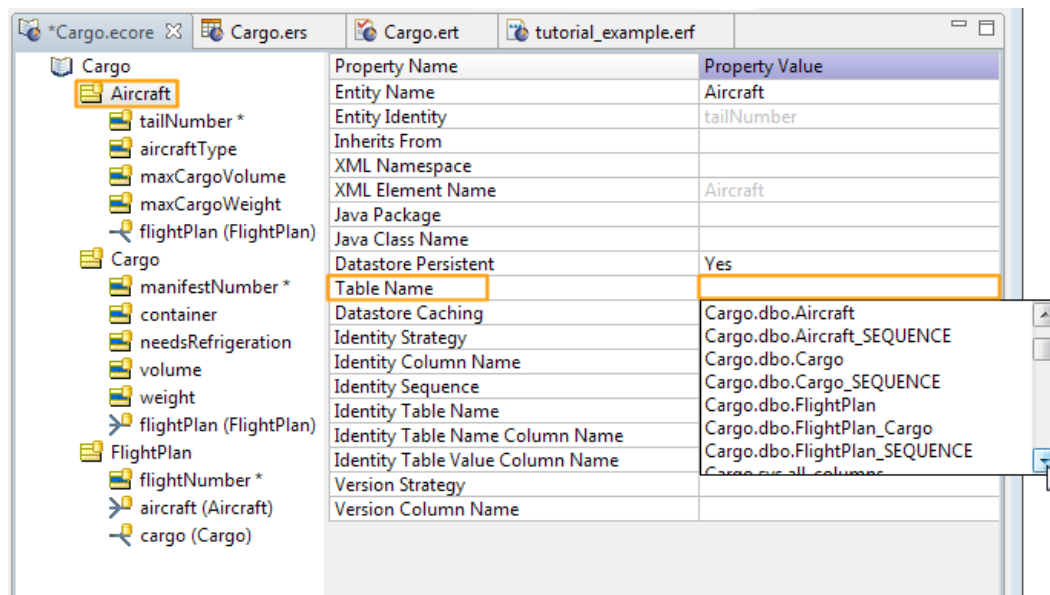 *Cargo.ecore Cargo.ers Cargo.ert tutorial_example.erf
Cargo
Aircraft
tailNumber *
aircraftType
maxCargoVolume
maxCargoWeight
flightPlan (FlightPlan)
Cargo
manifestNumber *
container
needsRefrigeration
volume
weight
flightPlan (FlightPlan)
FlightPlan
flightNumber *
aircraft (Aircraft)
cargo (Cargo)
Property Name Property Value
Entity Name Aircraft
Entity Identity tailNumber
Inherits From
XML Namespace
XML Element Name Aircraft
Java Package
Java Class Name
Datastore Persistent Yes
Table Name
Datastore Caching
Identity Strategy
Identity Column Name
Identity Sequence
Identity Table Name
Identity Table Name Column Name
Identity Table Value Column Name
Version Strategy
Version Column Name
Cargo.dbo.Aircraft
Cargo.dbo.Aircraft_SEQUENCE
Cargo.dbo.Cargo
Cargo.dbo.Cargo_SEQUENCE
Cargo.dbo.FlightPlan
Cargo.dbo.FlightPlan_Cargo
Cargo.dbo.FlightPlan_SEQUENCE
Cargo.sys.all_columns